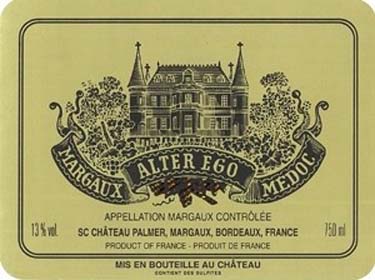 MARGAUX ALTER EGO MEDOC
APPELLATION MARGAUX CONTRÔLÉE
13 % vol. SC CHÂTEAU PALMER, MARGAUX, BORDEAUX, FRANCE 750 ml
PRODUCT OF FRANCE - PRODUIT DE FRANCE
MIS EN BOUTEILLE AU CHÂTEAU
CONTIENT DES SULFITES